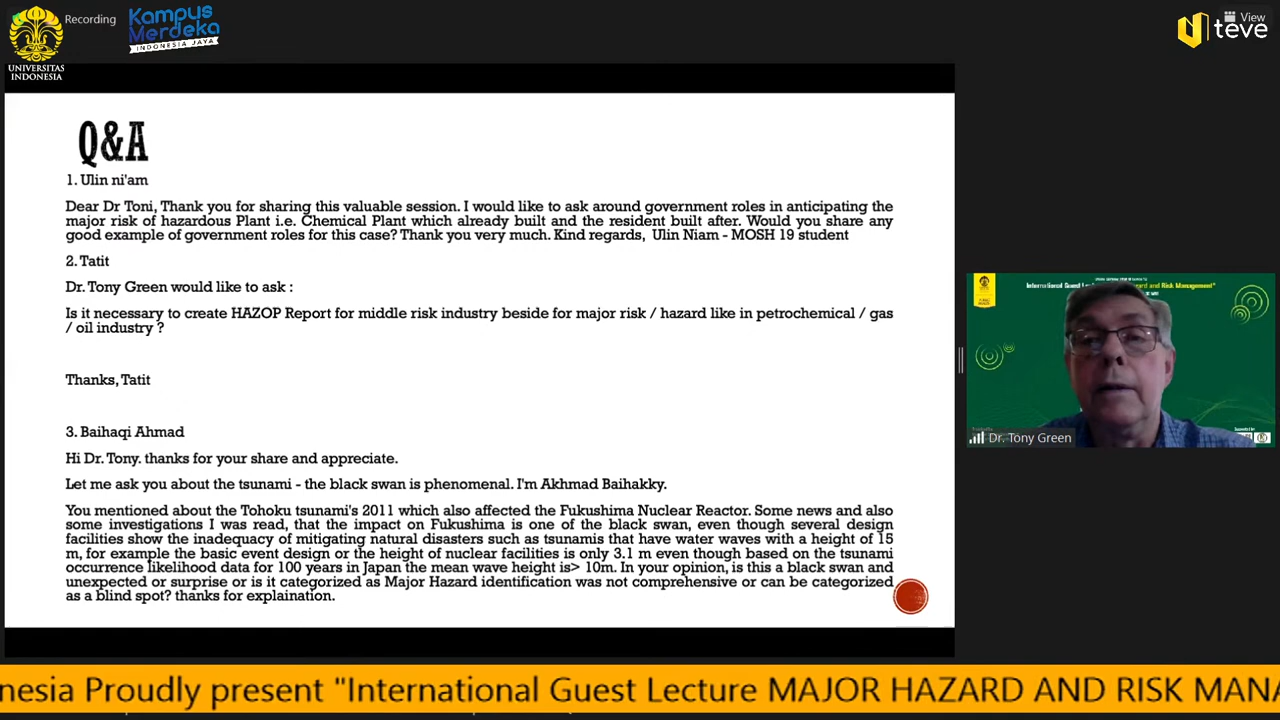 Recording
Kampus
Merdeka
INDONESIA JAYA
UNIVERSITAS
INDONESIA
View
teve
Q&A
1. Ulin ni'am
Dear Dr Toni, Thank you for sharing this valuable session. I would like to ask around government roles in anticipating the
major risk of hazardous Plant i.e. Chemical Plant which already built and the resident built after. Would you share any
good example of government roles for this case? Thank you very much. Kind regards, Ulin Niam - MOSH 19 student
2. Tatit
Dr. Tony Green would like to ask :
Is it necessary to create HAZOP Report for middle risk industry beside for major risk / hazard like in petrochemical / gas
/ oil industry ?
Thanks, Tatit
3. Baihaqi Ahmad
Hi Dr. Tony. thanks for your share and appreciate.
Let me ask you about the tsunami - the black swan is phenomenal. I'm Akhmad Baihakky.
You mentioned about the Tohoku tsunami's 2011 which also affected the Fukushima Nuclear Reactor. Some news and also
some investigations I was read, that the impact on Fukushima is one of the black swan, even though several design
facilities show the inadequacy of mitigating natural disasters such as tsunamis that have water waves with a height of 15
m, for example the basic event design or the height of nuclear facilities is only 3.1 m even though based on the tsunami
occurrence likelihood data for 100 years in Japan the mean wave height is> 10m. In your opinion, is this a black swan and
unexpected or surprise or is it categorized as Major Hazard identification was not comprehensive or can be categorized
as a blind spot? thanks for explaination.
International Guest Lec and Risk Management"
Dr. Tony Green
nesia Proudly present "International Guest Lecture MAJOR HAZARD AND RISK MANA